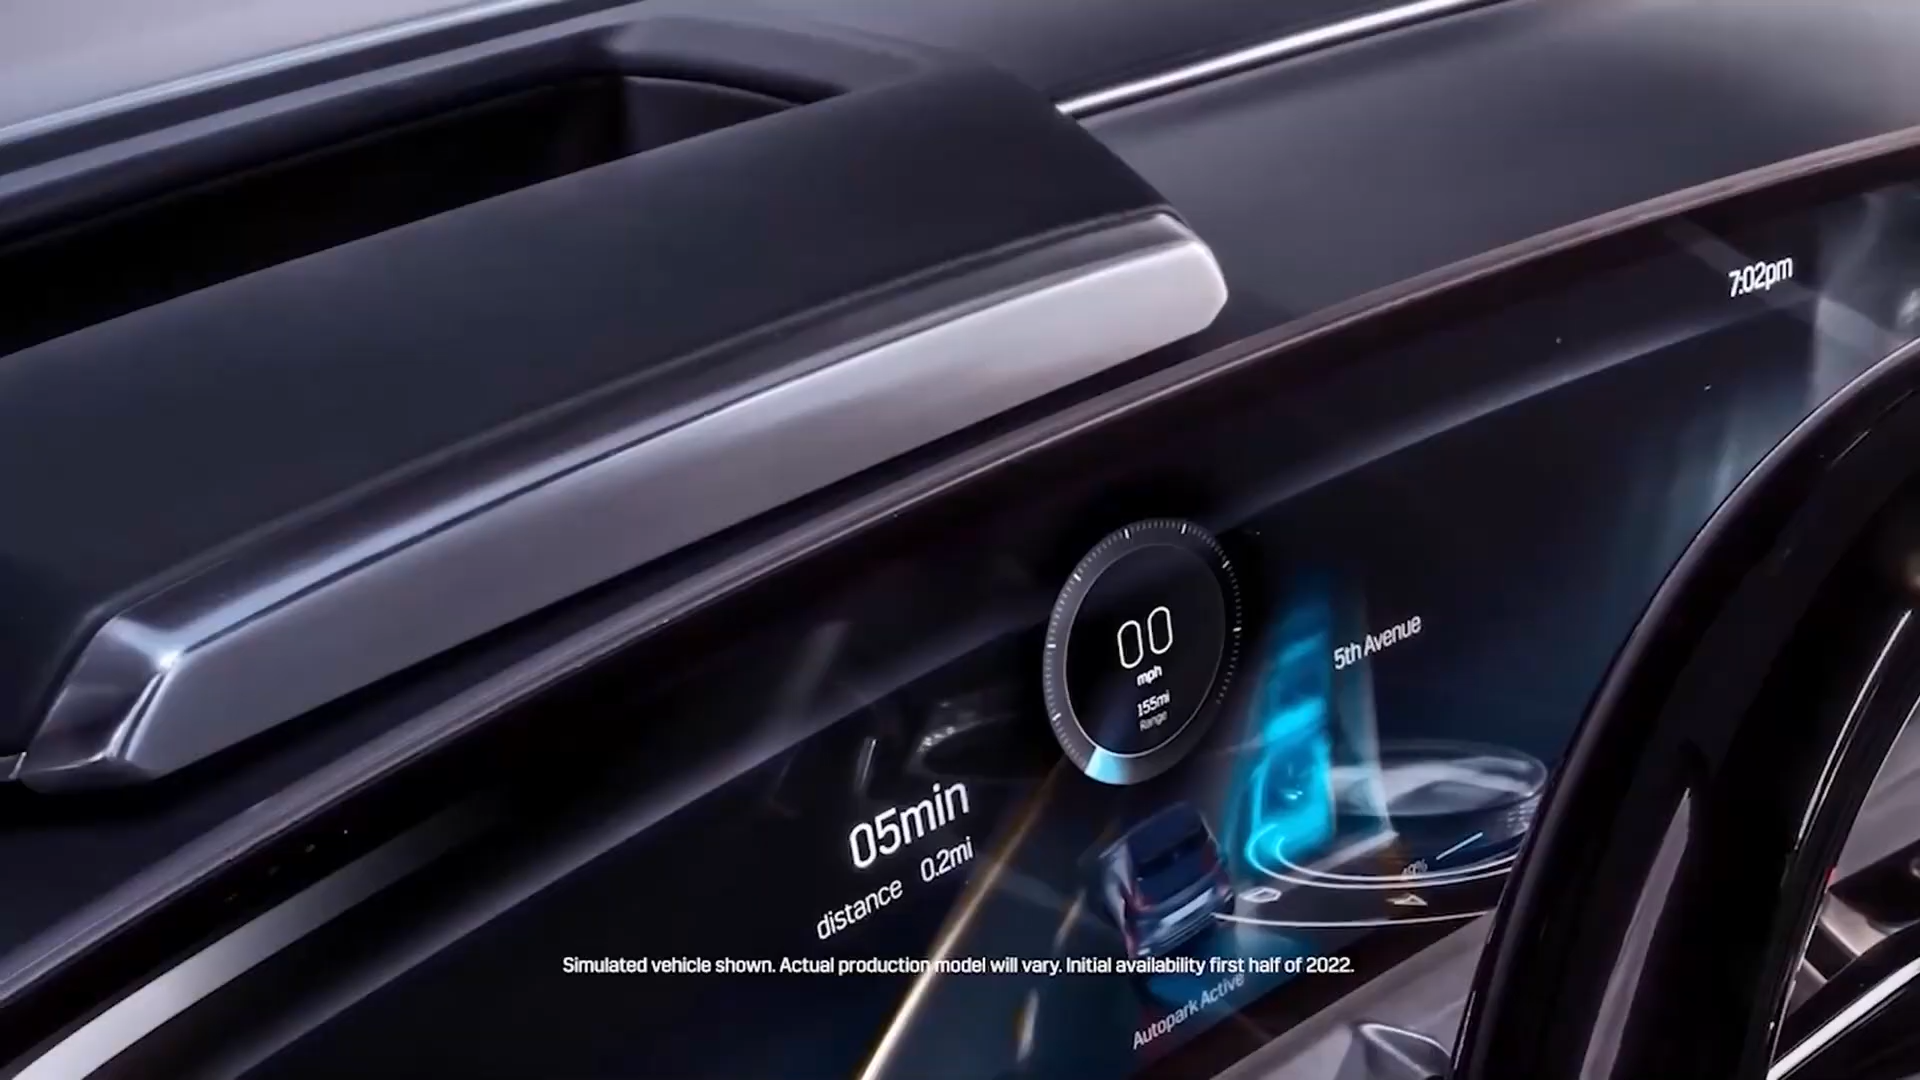 7:02pm
00
mph
155mi
Range
5th Avenue
05min
distance 0.2mi
Simulated vehicle shown. Actual production model will vary. Initial availability first half of 2022.
Autopark Active